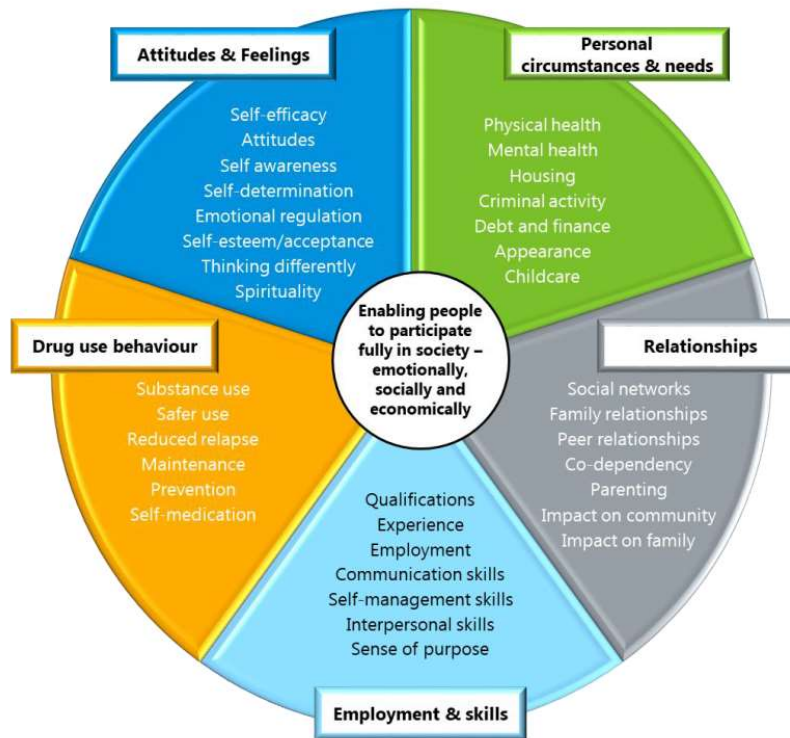 Attitudes & Feelings
Self-efficacy
Attitudes
Self awareness
Self-determination
Emotional regulation
Self-esteem/acceptance
Thinking differently
Spirituality
Personal
circumstances & needs
Physical health
Mental health
Housing
Criminal activity
Debt and finance
Appearance
Childcare
Enabling people
to participate
fully in society –
emotionally,
socially and
economically
Drug use behaviour
Substance use
Safer use
Reduced relapse
Maintenance
Prevention
Self-medication
Relationships
Social networks
Family relationships
Peer relationships
Co-dependency
Parenting
Impact on community
Impact on family
Qualifications
Experience
Employment
Communication skills
Self-management skills
Interpersonal skills
Sense of purpose
Employment & skills